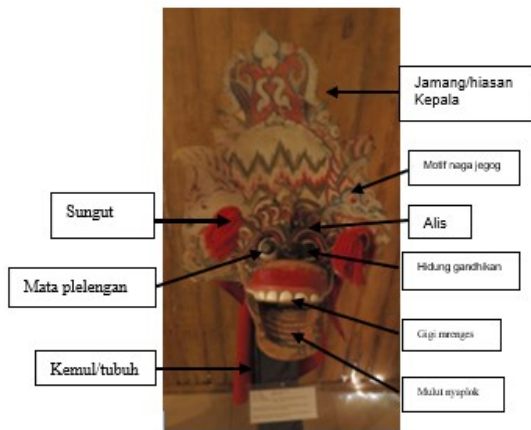 Jamang/hiasan
Kepala
Motif naga jegog
Sungut
Alis
Hidung gandhikan
Mata plelengan
Gigi mrenges
Kemul/tubuh
Mulut nyaplok